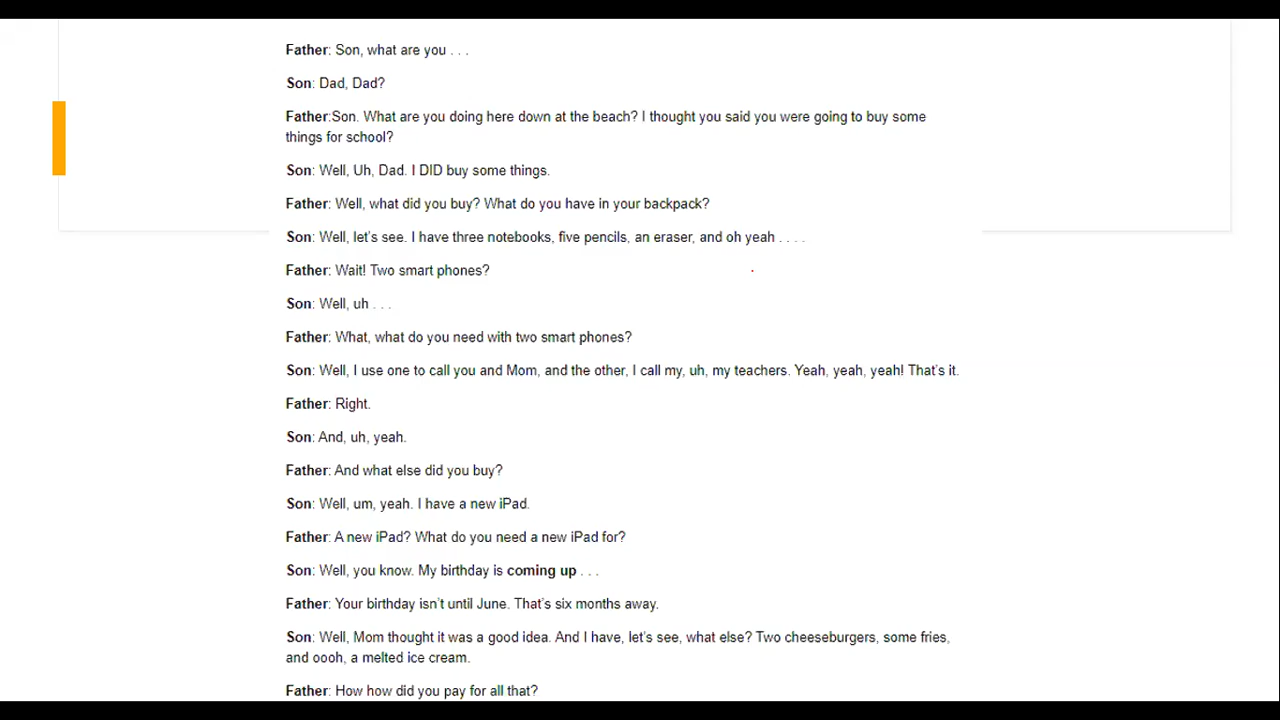 Father: Son, what are you . . .
Son: Dad, Dad?
Father:Son. What are you doing here down at the beach? I thought you said you were going to buy some
things for school?
Son: Well, Uh, Dad. I DID buy some things.
Father: Well, what did you buy? What do you have in your backpack?
Son: Well, let's see. I have three notebooks, five pencils, an eraser, and oh yeah . . . .
Father: Wait! Two smart phones?
Son: Well, uh . . .
Father: What, what do you need with two smart phones?
Son: Well, I use one to call you and Mom, and the other, I call my, uh, my teachers. Yeah, yeah, yeah! That's it.
Father: Right.
Son: And, uh, yeah.
Father: And what else did you buy?
Son: Well, um, yeah. I have a new iPad.
Father: A new iPad? What do you need a new iPad for?
Son: Well, you know. My birthday is coming up . . .
Father: Your birthday isn't until June. That's six months away.
Son: Well, Mom thought it was a good idea. And I have, let's see, what else? Two cheeseburgers, some fries,
and oooh, a melted ice cream.
Father: How how did you pay for all that?